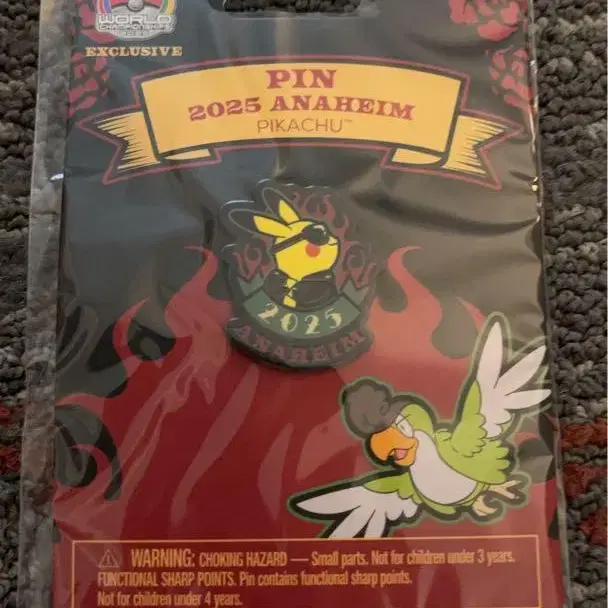 WORLD
CHAMPIONSHIPS
EXCLUSIVE
PIN
2025 ANAHEIM
PIKACHU™
2025
ANAHEIM
⚠ WARNING: CHOKING HAZARD — Small parts. Not for children under 3 years.
FUNCTIONAL SHARP POINTS. Pin contains functional sharp points.
Not for children under 4 years.